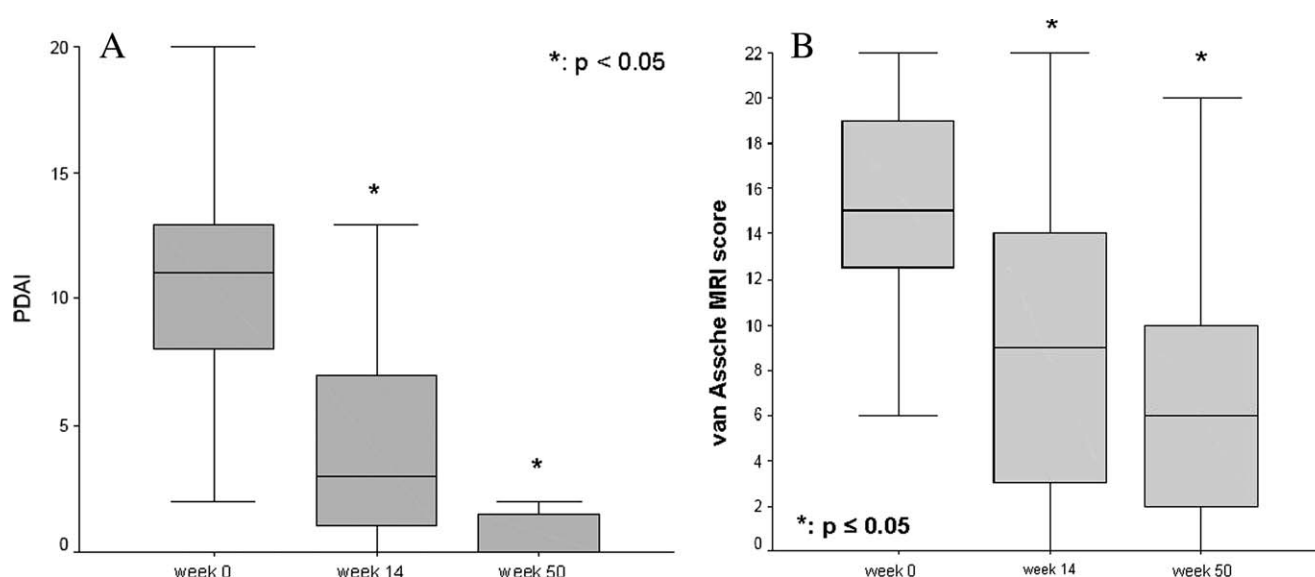 A
*: p < 0.05
PDAI
20
15
10
5
0
*
*
week 0
week 14
week 50
B
*
*
van Assche MRI score
22
20
18
16
14
12
10
8
6
4
2
0
*: p ≤ 0.05
week 0
week 14
week 50